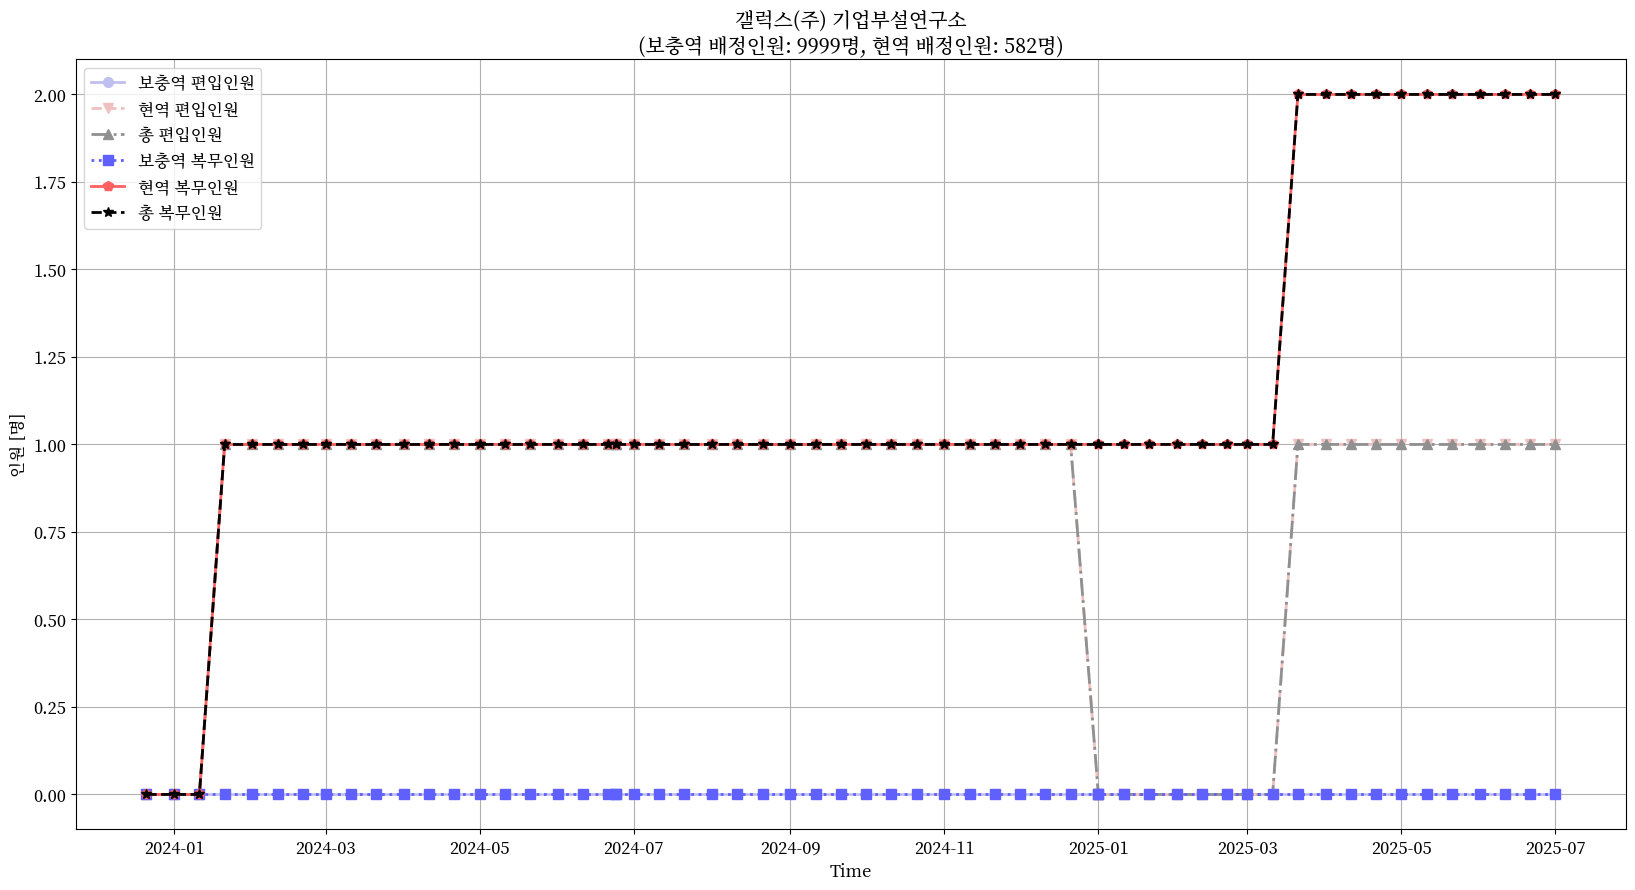 갤럭스(주) 기업부설연구소
(보충역 배정인원: 9999명, 현역 배정인원: 582명)
보충역 편입인원
현역 편입인원
총 편입인원
보충역 복무인원
현역 복무인원
총 복무인원
인원 [명]
2.00
1.75
1.50
1.25
1.00
0.75
0.50
0.25
0.00
2024-01 2024-03 2024-05 2024-07 2024-09 2024-11 2025-01 2025-03 2025-05 2025-07
Time